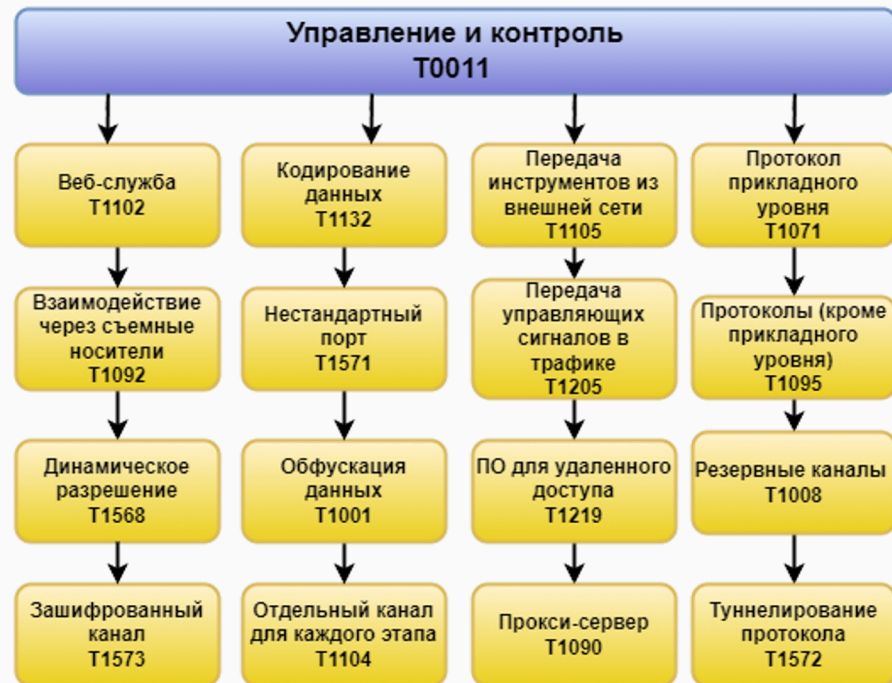 Управление и контроль
T0011
Веб-служба
T1102
Кодирование
данных
T1132
Передача
инструментов из
внешней сети
T1105
Протокол
прикладного
уровня
T1071
Взаимодействие
через съемные
носители
T1092
Нестандартный
порт
T1571
Передача
управляющих
сигналов в
трафике
T1205
Протоколы (кроме
прикладного
уровня)
T1095
Динамическое
разрешение
T1568
Обфускация
данных
T1001
ПО для удаленного
доступа
T1219
Резервные каналы
T1008
Зашифрованный
канал
T1573
Отдельный канал
для каждого этапа
T1104
Прокси-сервер
T1090
Туннелирование
протокола
T1572